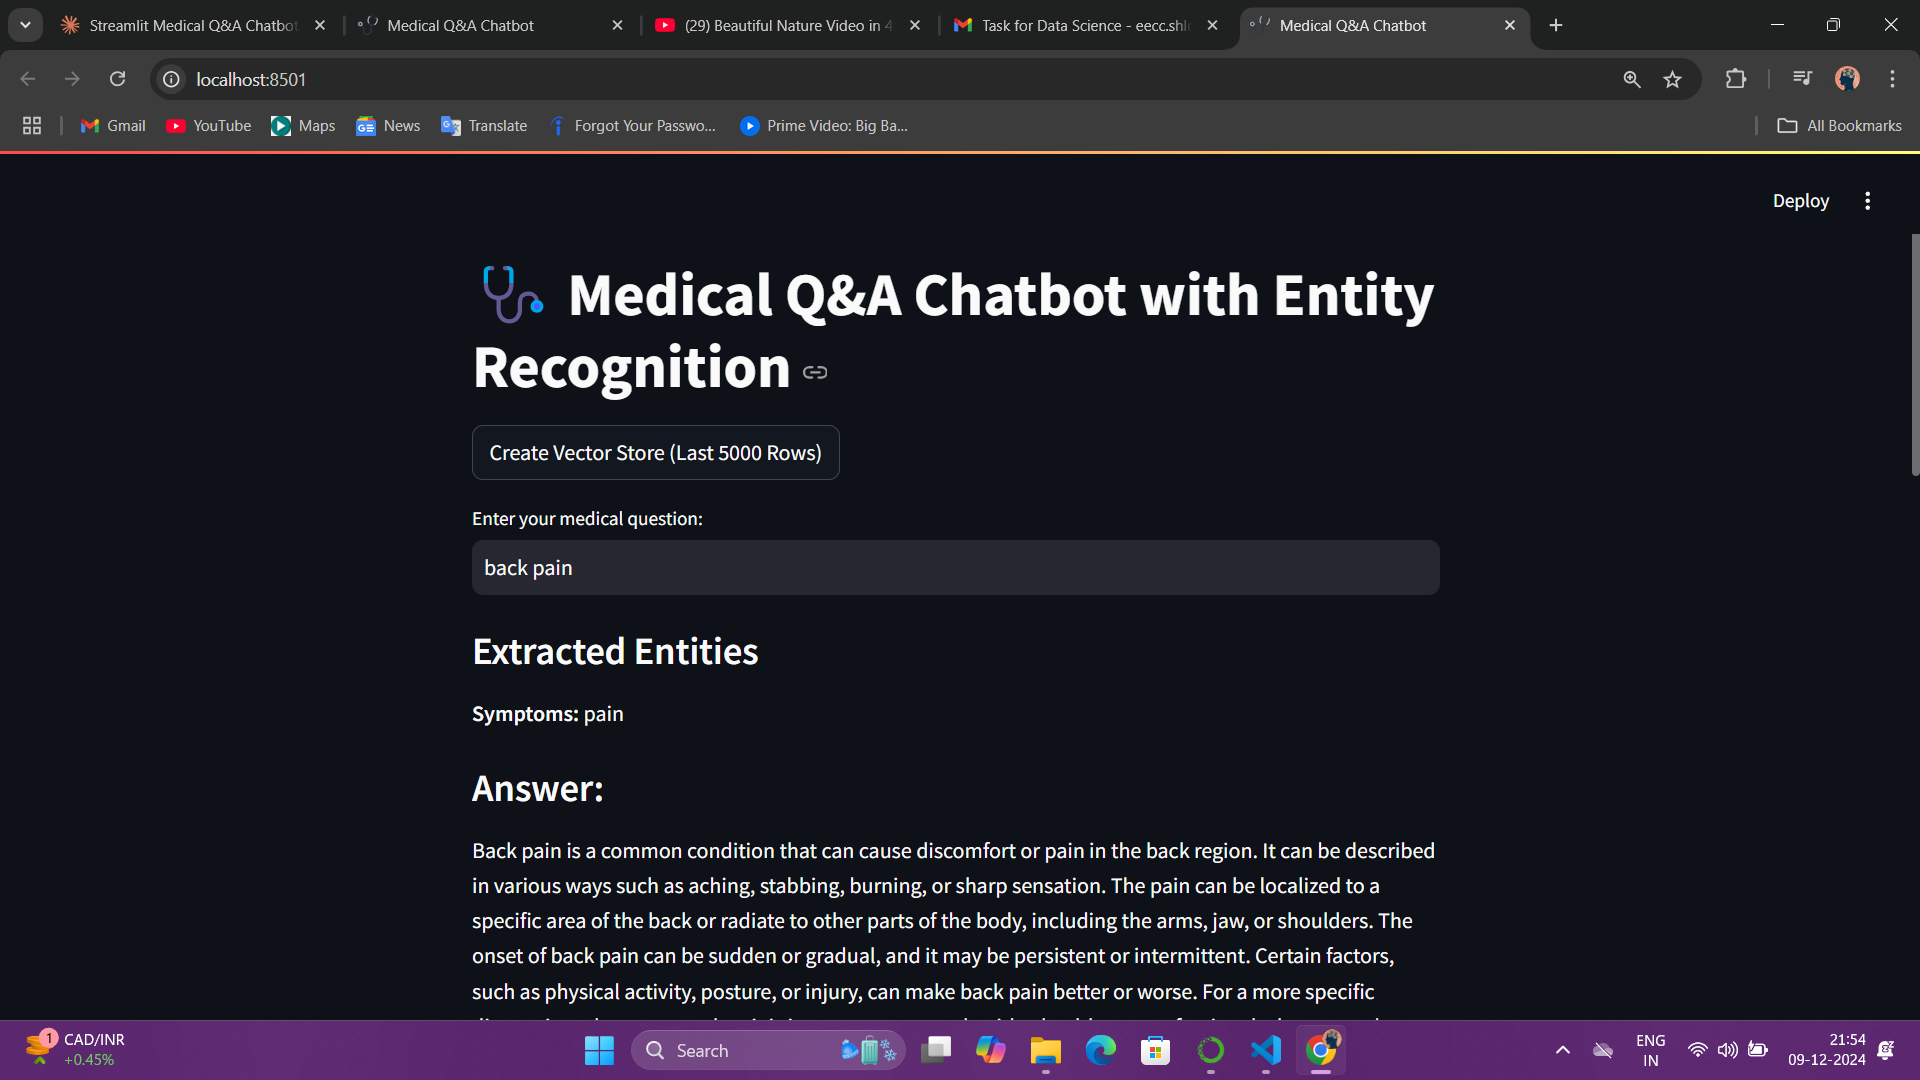 Streamlit Medical Q&A Chatbot
Medical Q&A Chatbot
(29) Beautiful Nature Video in 4
Task for Data Science - eecc.shl
Medical Q&A Chatbot
localhost:8501
Gmail
YouTube
Maps
News
Translate
Forgot Your Passwo...
Prime Video: Big Ba...
All Bookmarks
Deploy
Medical Q&A Chatbot with Entity
Recognition
Create Vector Store (Last 5000 Rows)
Enter your medical question:
back pain
Extracted Entities
Symptoms: pain
Answer:
Back pain is a common condition that can cause discomfort or pain in the back region. It can be described
in various ways such as aching, stabbing, burning, or sharp sensation. The pain can be localized to a
specific area of the back or radiate to other parts of the body, including the arms, jaw, or shoulders. The
onset of back pain can be sudden or gradual, and it may be persistent or intermittent. Certain factors,
such as physical activity, posture, or injury, can make back pain better or worse. For a more specific
1
CAD/INR
+0.45%
Search
ENG
IN
21:54
09-12-2024